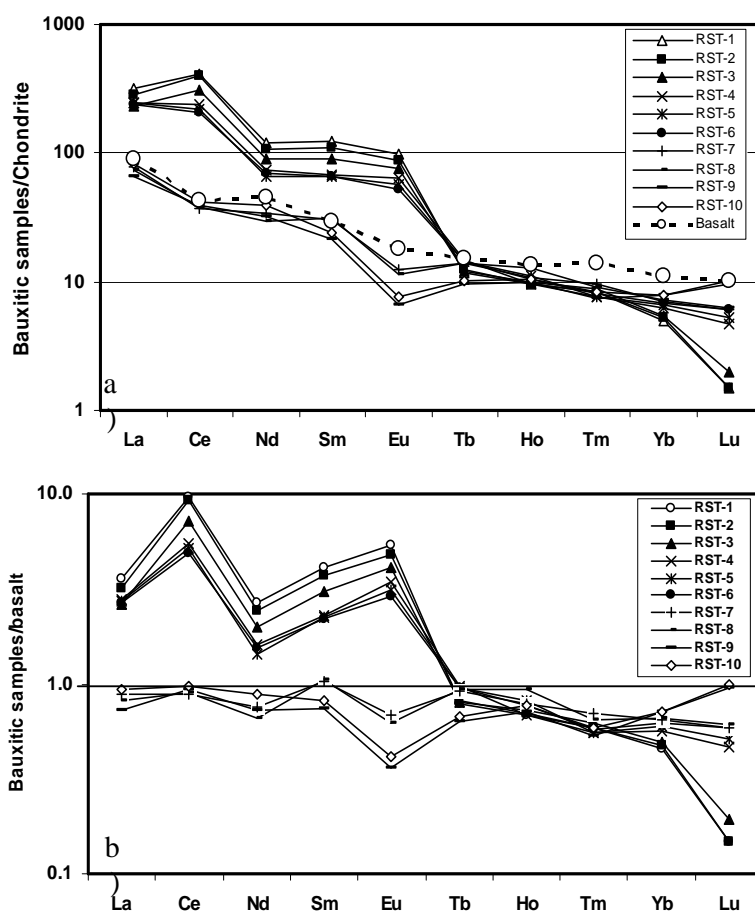 1000
100
10
1
Bauxitic samples/Chondrite
RST-1
RST-2
RST-3
RST-4
RST-5
RST-6
RST-7
RST-8
RST-9
RST-10
Basalt
a
)
La Ce Nd Sm Eu Tb Ho Tm Yb Lu
10.0
1.0
0.1
Bauxitic samples/basalt
RST-1
RST-2
RST-3
RST-4
RST-5
RST-6
RST-7
RST-8
RST-9
RST-10
b
)
La Ce Nd Sm Eu Tb Ho Tm Yb Lu